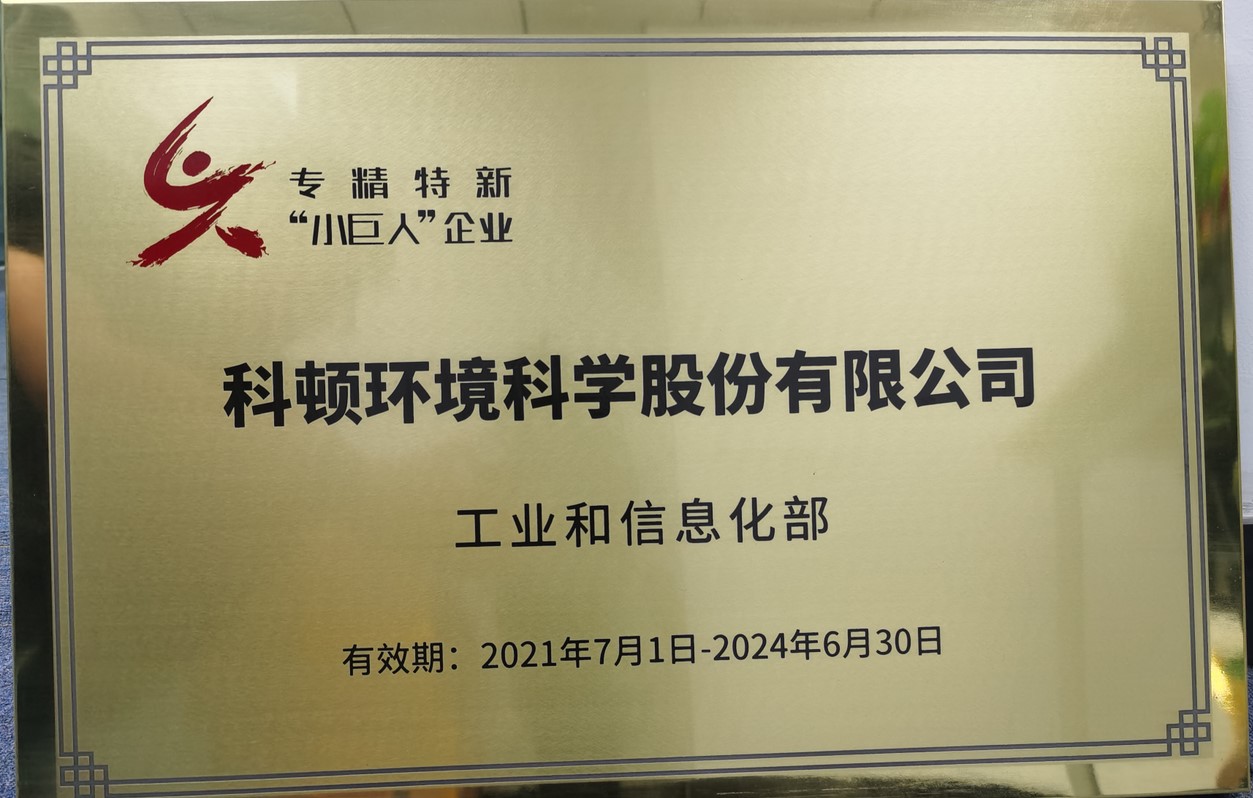 专精特新
“小巨人”企业
科顿环境科学股份有限公司
工业和信息化部
有效期：2021年7月1日-2024年6月30日